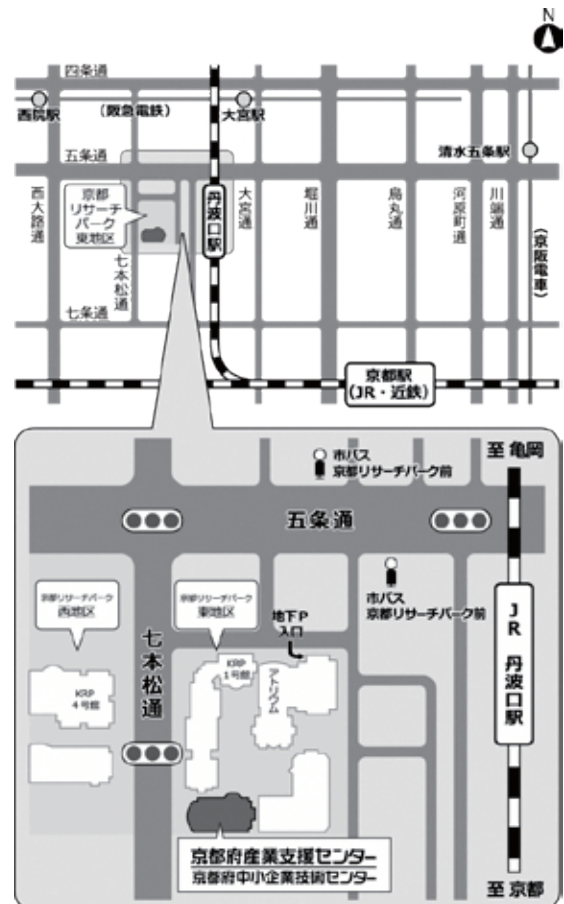 N
四条通
西院駅
(阪急電鉄)
大宮駅
清水五条駅
五条通
京都
リサーチ
パーク
東地区
西大路通
七本松通
丹波口駅
大宮通
堀川通
烏丸通
河原町通
川端通
(京阪電車)
七条通
京都駅
(JR・近鉄)
市バス
京都リサーチパーク前
至 亀岡
五条通
市バス
京都リサーチパーク前
京都リサーチパーク
西地区
京都リサーチパーク
東地区
地下P
入口
七本松通
KRP
1号館
アトリウム
KRP
4号館
JR 丹波口駅
京都府産業支援センター
京都府中小企業技術センター
至 京都